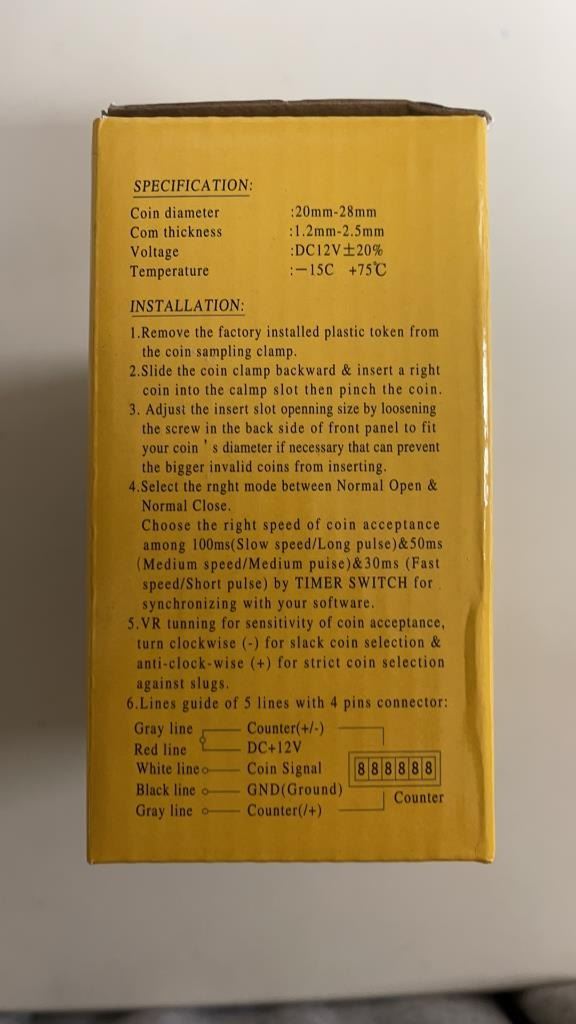 SPECIFICATION:
Coin diameter :20mm-28mm
Com thickness :1.2mm-2.5mm
Voltage :DC12V±20%
Temperature :－15C +75℃
INSTALLATION:
1.Remove the factory installed plastic token from
the coin sampling clamp.
2.Slide the coin clamp backward & insert a right
coin into the calmp slot then pinch the coin.
3. Adjust the insert slot openning size by loosening
the screw in the back side of front panel to fit
your coin ' s diameter if necessary that can prevent
the bigger invalid coins from inserting.
4.Select the rnght mode between Normal Open &
Normal Close.
Choose the right speed of coin acceptance
among 100ms(Slow speed/Long pulse)&50ms
(Medium speed/Medium puise)&30ms (Fast
speed/Short pulse) by TIMER SWITCH for
synchronizing with your software.
5.VR tunning for sensitivity of coin acceptance,
turn clockwise (-) for slack coin selection &
anti-clock-wise (+) for strict coin selection
against slugs.
6.Lines guide of 5 lines with 4 pins connector:
Gray line Counter(+/-)
Red line DC+12V
White line Coin Signal 888888
Black line GND(Ground)
Counter
Gray line Counter(/+)